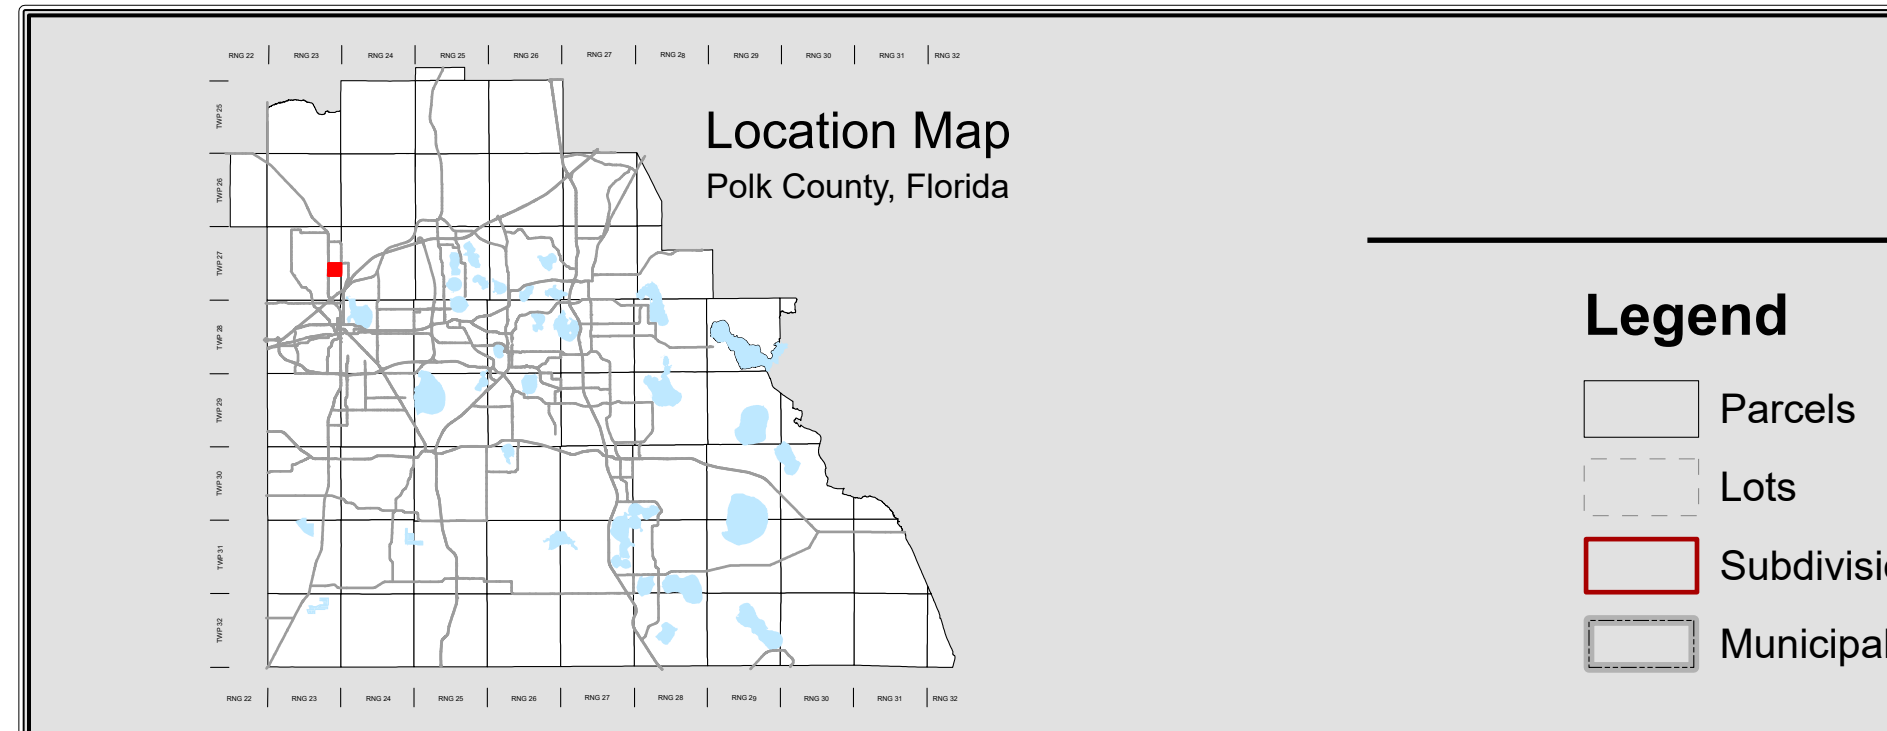 RNG 22 RNG 23 RNG 24 RNG 25 RNG 26 RNG 27 RNG 28 RNG 29 RNG 30 RNG 31 RNG 32
TWP 25
TWP 26
TWP 27
TWP 28
TWP 29
TWP 30
TWP 31
TWP 32
Location Map
Polk County, Florida
RNG 22 RNG 23 RNG 24 RNG 25 RNG 26 RNG 27 RNG 28 RNG 29 RNG 30 RNG 31 RNG 32
Legend
Parcels
Lots
Subdivisi
Municipal